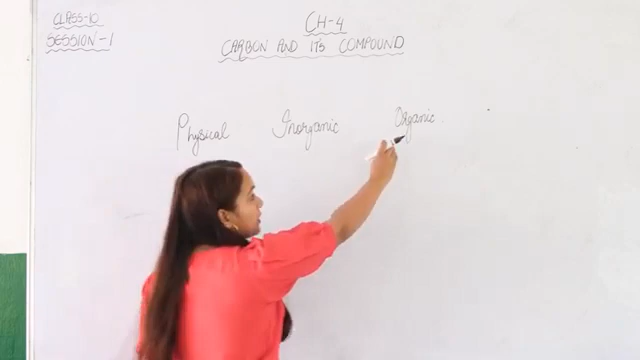 CLASS-10
SESSION-1
CH-4
CARBON AND ITS COMPOUND
Physical Inorganic Organic